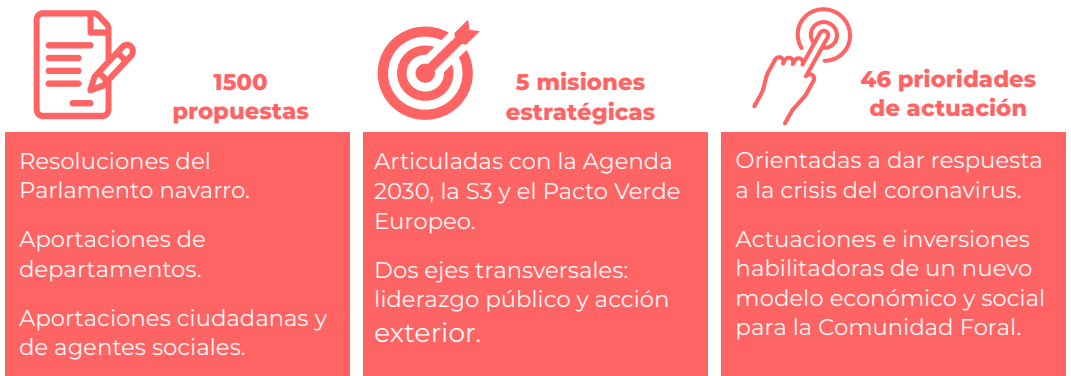 1500
propuestas
Resoluciones del
Parlamento navarro.
Aportaciones de
departamentos.
Aportaciones ciudadanas y
de agentes sociales.
5 misiones
estratégicas
Articuladas con la Agenda
2030, la S3 y el Pacto Verde
Europeo.
Dos ejes transversales:
liderazgo público y acción
exterior.
46 prioridades
de actuación
Orientadas a dar respuesta
a la crisis del coronavirus.
Actuaciones e inversiones
habilitadoras de un nuevo
modelo económico y social
para la Comunidad Foral.